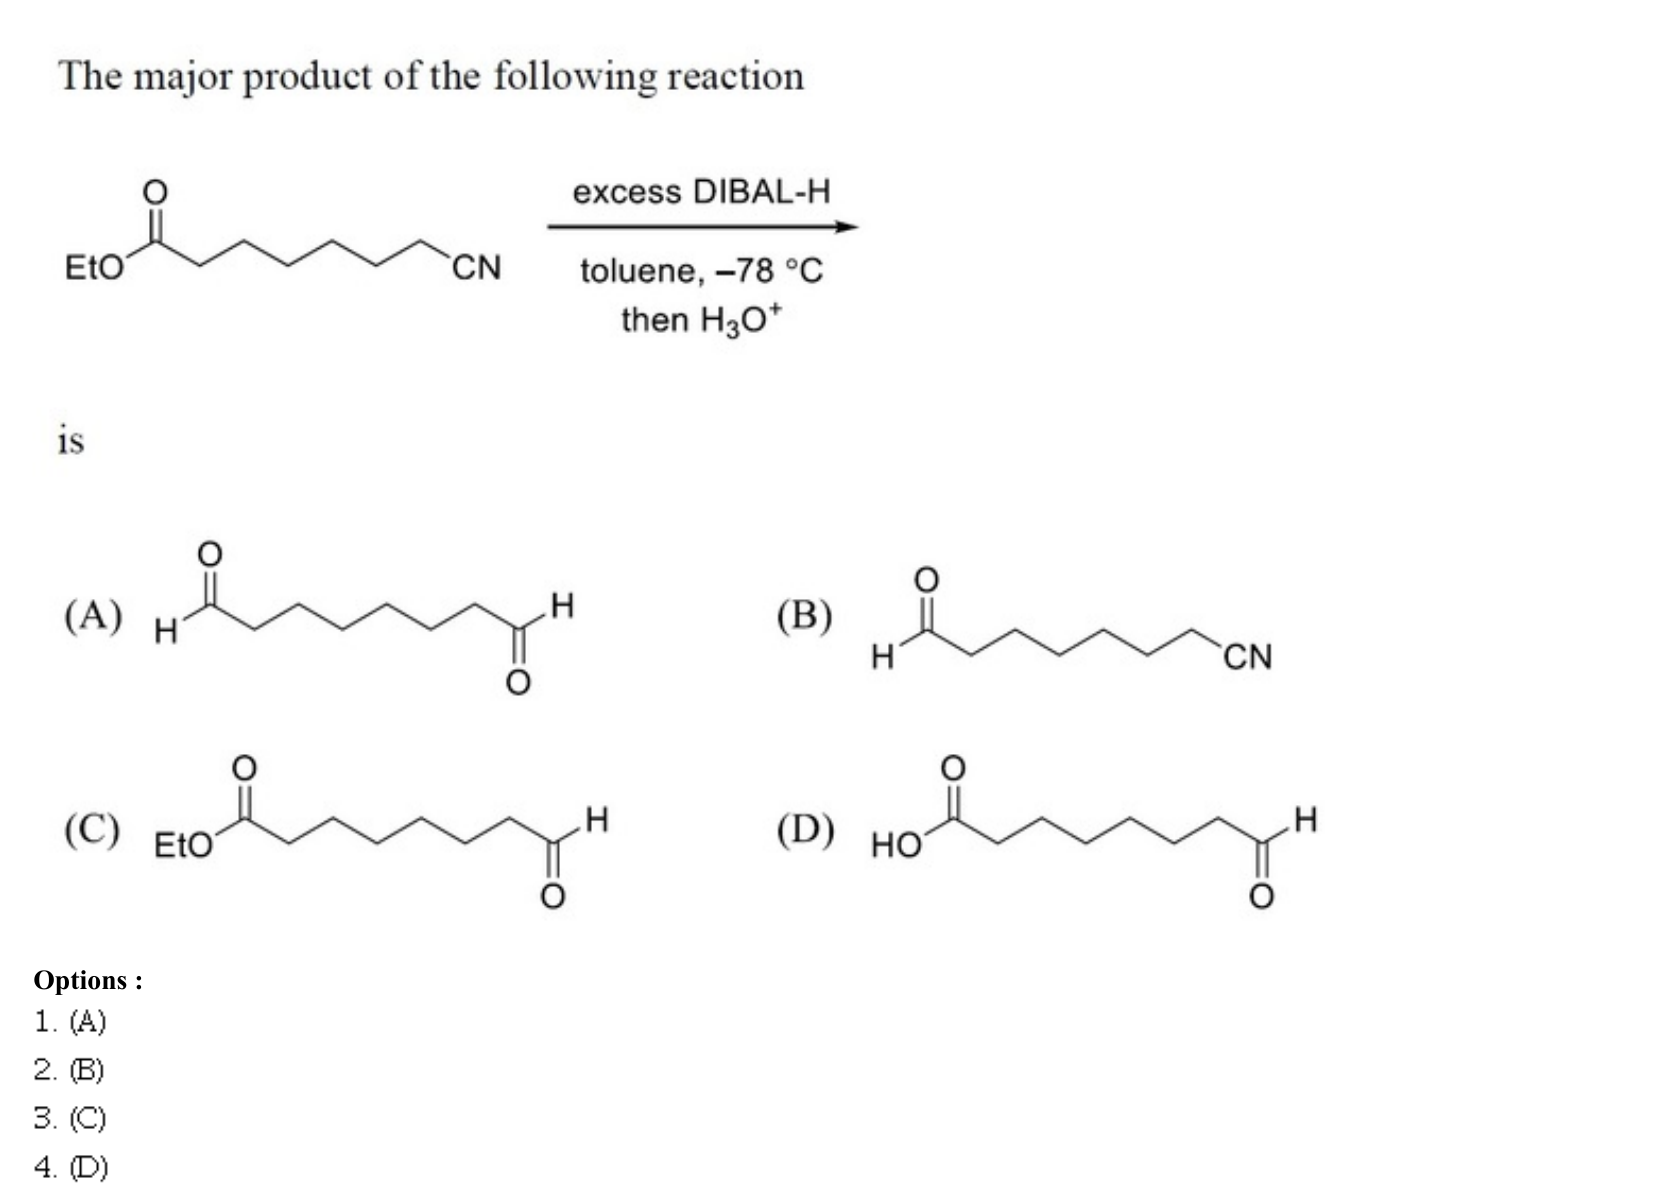 The major product of the following reaction
O
EtO
CN
excess DIBAL-H
toluene, –78 °C
then H₃O⁺
is
(A)
O
H
H
O
(B)
O
H
CN
(C)
O
EtO
H
O
(D)
O
HO
H
O
Options :
1. (A)
2. (B)
3. (C)
4. (D)